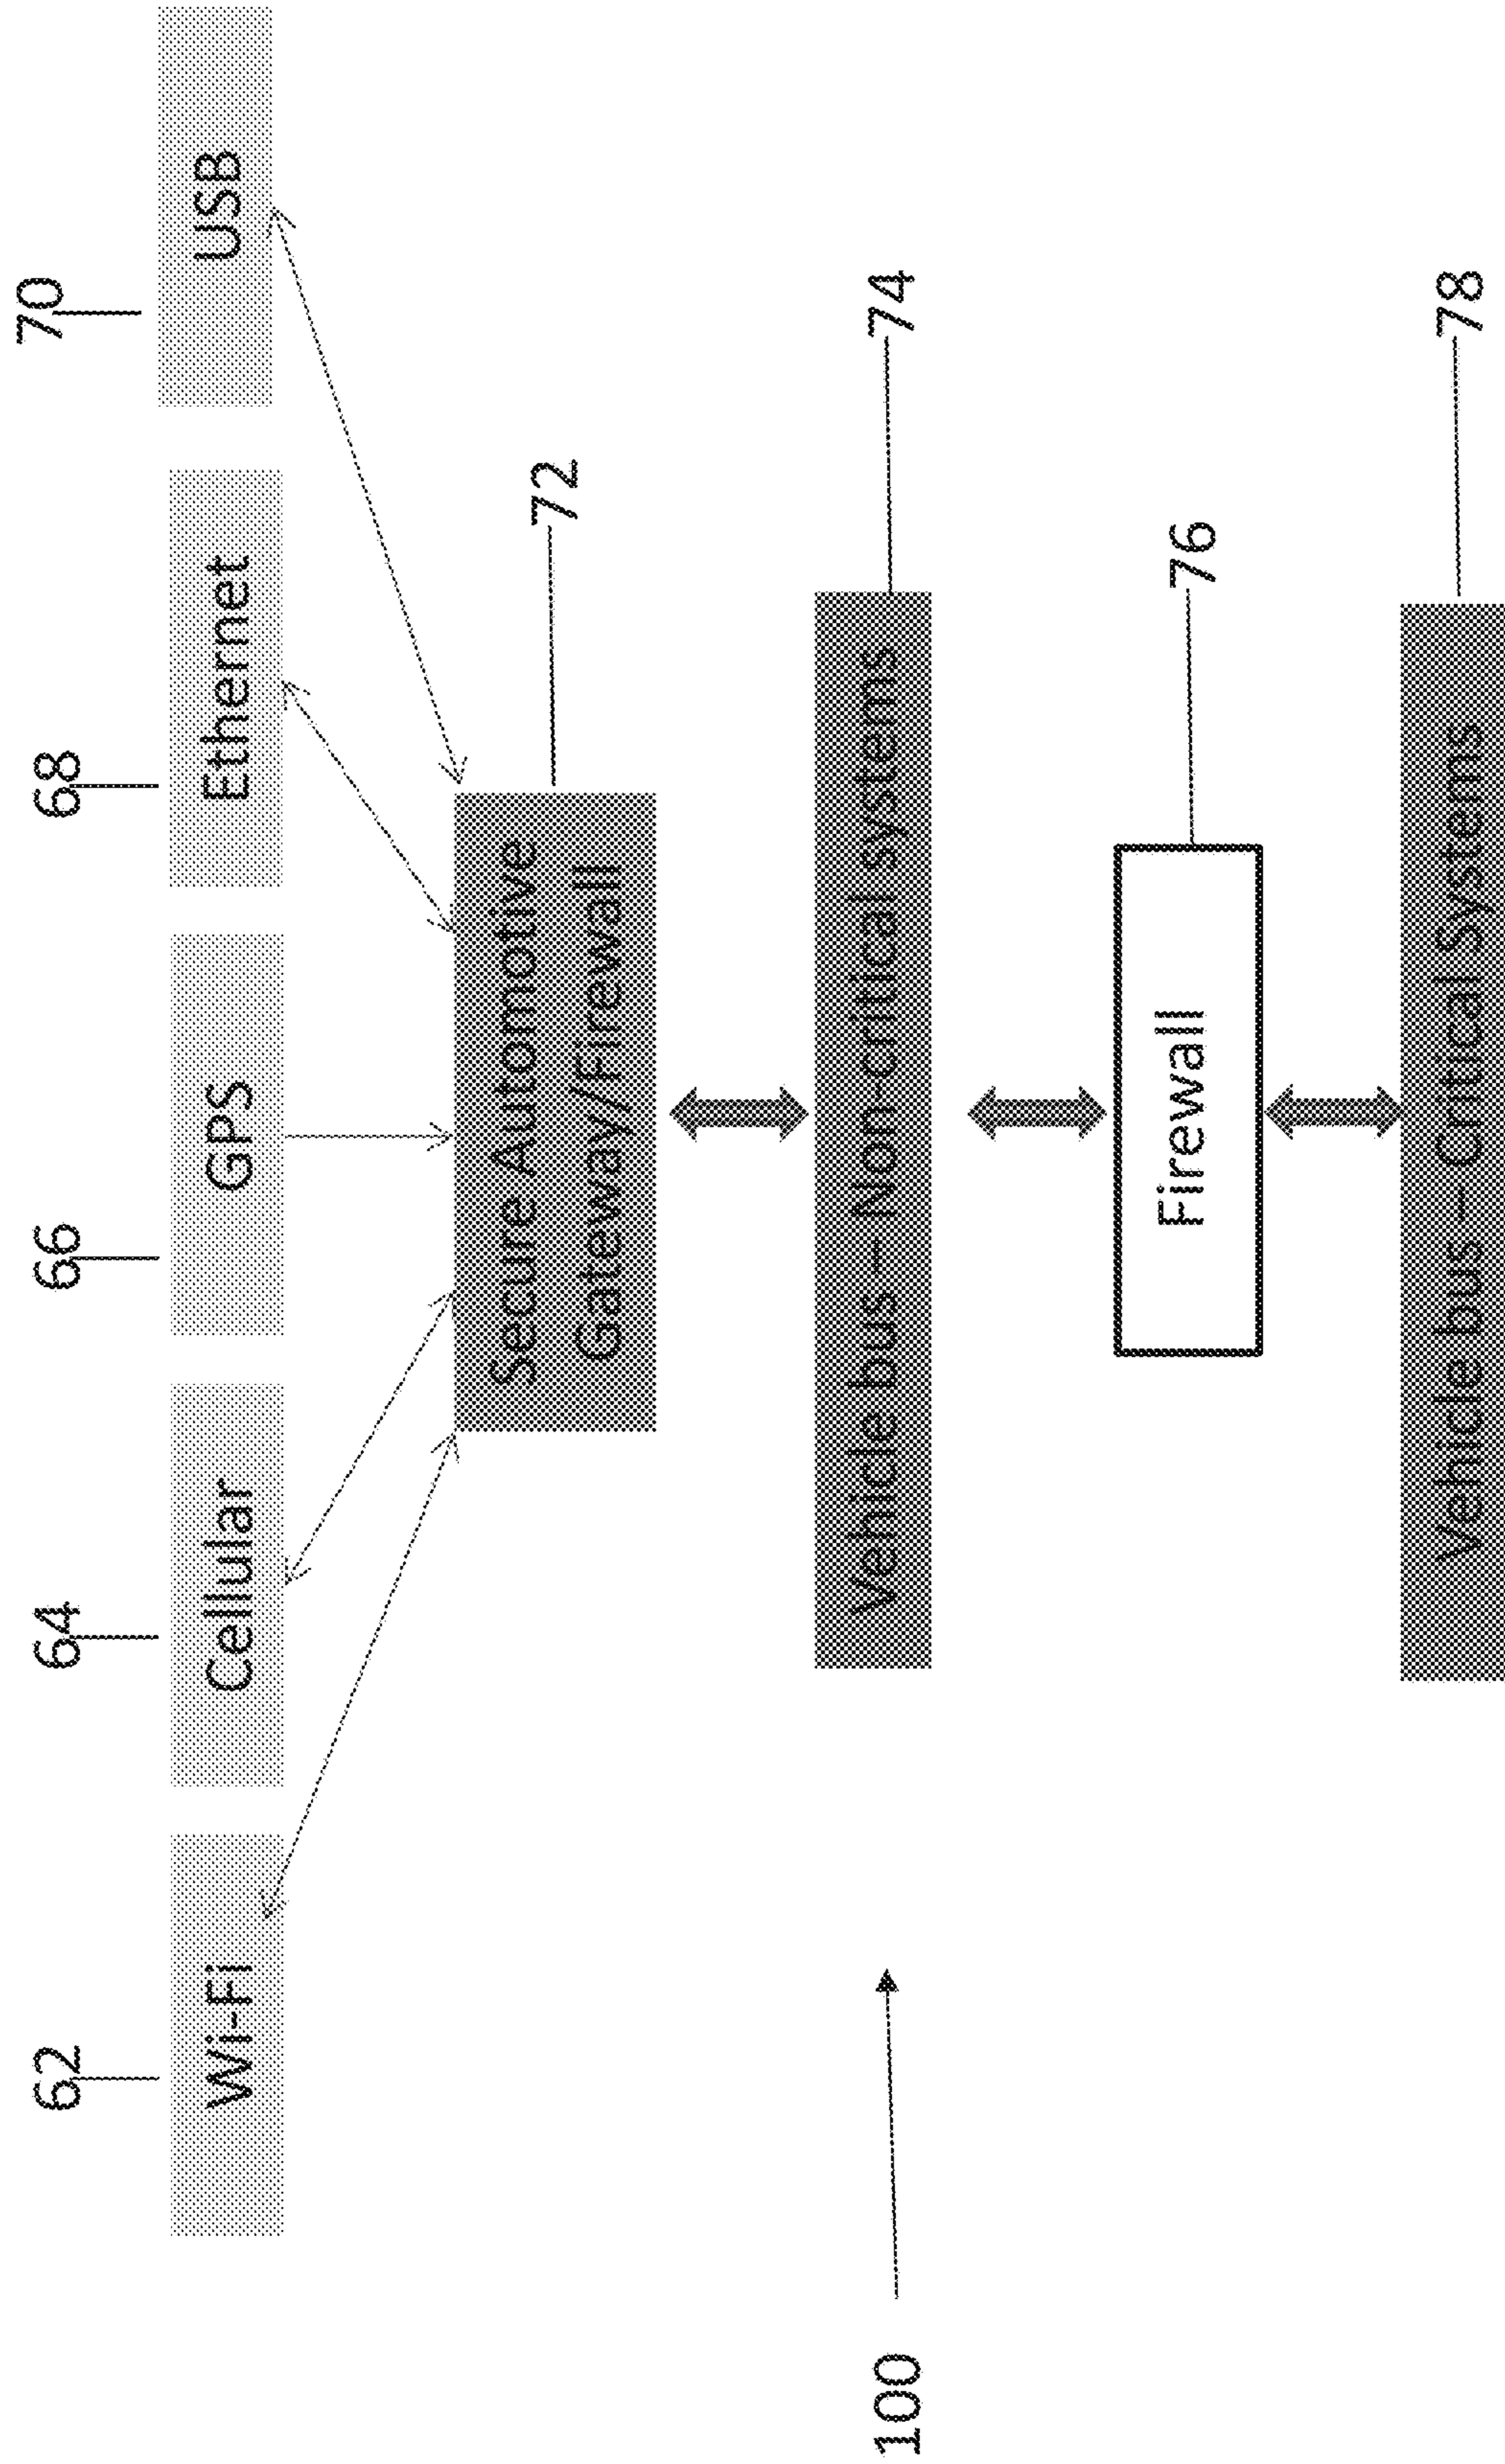 62
64
66
68
70
Wi-Fi
Cellular
GPS
Ethernet
USB
Secure Automotive
Gateway/Firewall
72
100
Vehicle bus – Non-critical systems
74
Firewall
76
Vehicle bus – Critical Systems
78